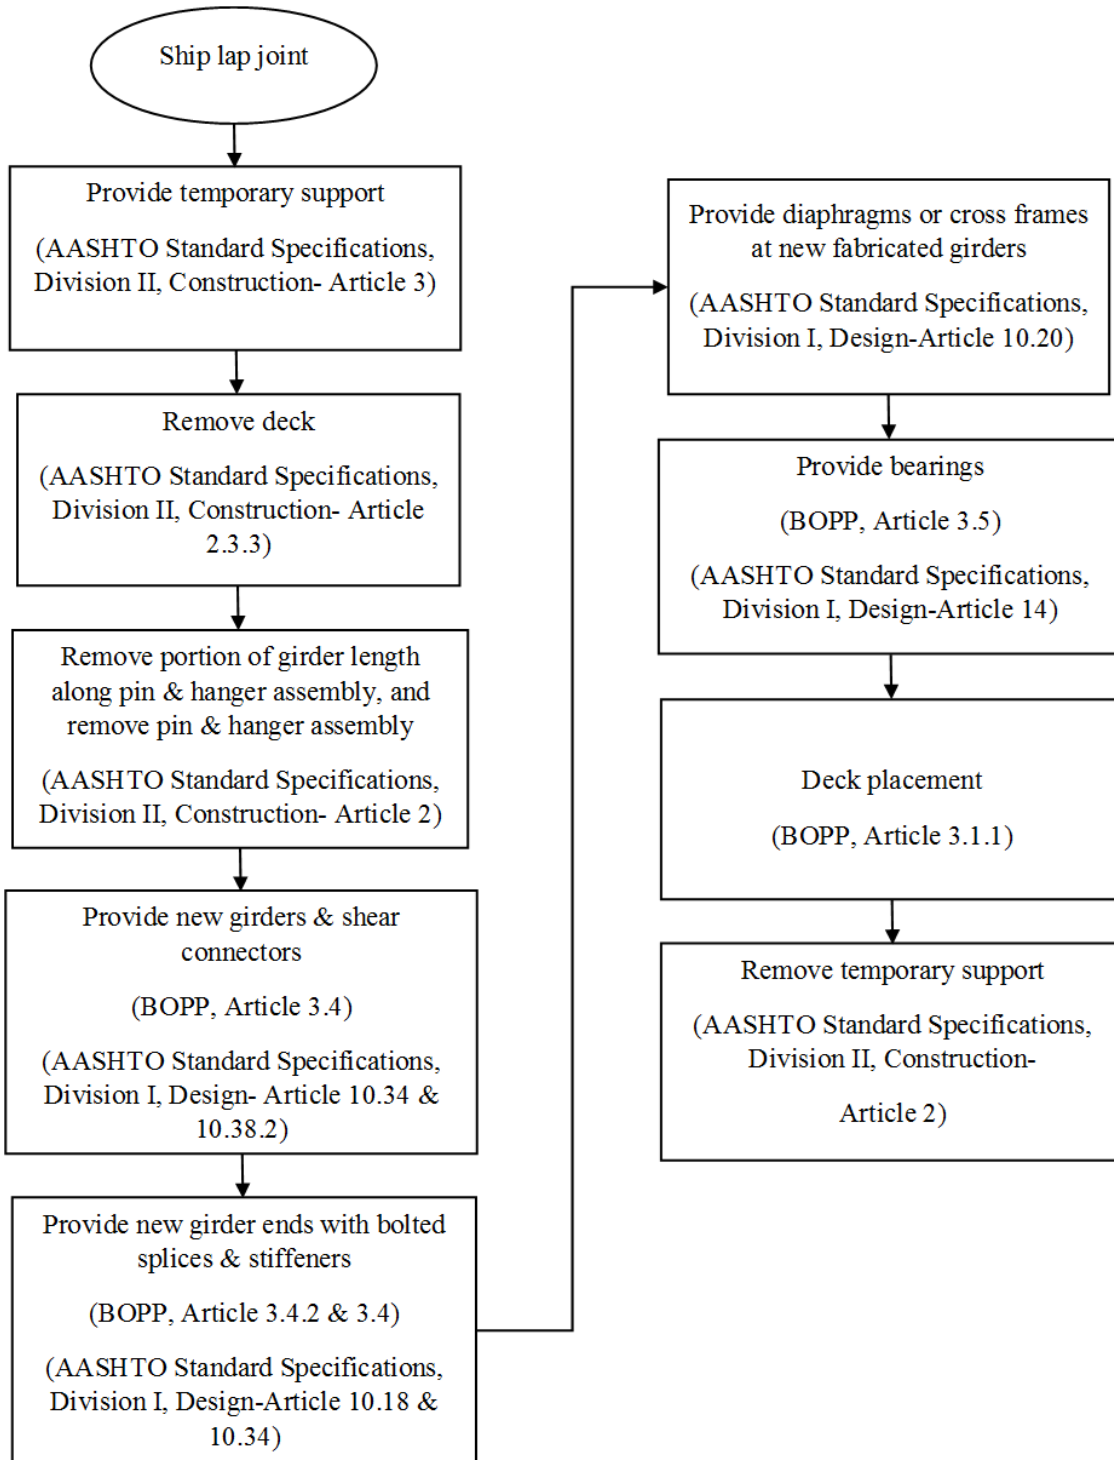 Ship lap joint
Provide temporary support
(AASHTO Standard Specifications,
Division II, Construction- Article 3)
Remove deck
(AASHTO Standard Specifications,
Division II, Construction- Article
2.3.3)
Remove portion of girder length
along pin & hanger assembly, and
remove pin & hanger assembly
(AASHTO Standard Specifications,
Division II, Construction- Article 2)
Provide new girders & shear
connectors
(BOPP, Article 3.4)
(AASHTO Standard Specifications,
Division I, Design- Article 10.34 &
10.38.2)
Provide new girder ends with bolted
splices & stiffeners
(BOPP, Article 3.4.2 & 3.4)
(AASHTO Standard Specifications,
Division I, Design-Article 10.18 &
10.34)
Provide diaphragms or cross frames
at new fabricated girders
(AASHTO Standard Specifications,
Division I, Design-Article 10.20)
Provide bearings
(BOPP, Article 3.5)
(AASHTO Standard Specifications,
Division I, Design-Article 14)
Deck placement
(BOPP, Article 3.1.1)
Remove temporary support
(AASHTO Standard Specifications,
Division II, Construction-
Article 2)